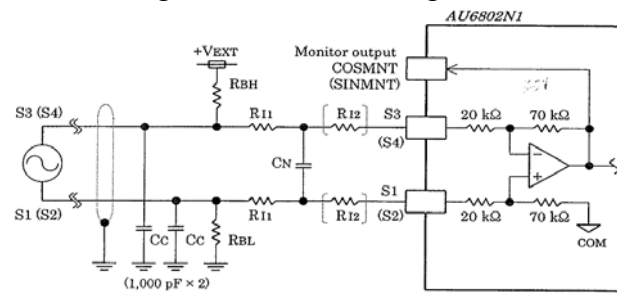 AU6802N1
+VEXT
Monitor output
COSMNT
(SINMNT)
RBH
S3 (S4)
RI1
RI2
S3
(S4)
20 kΩ
70 kΩ
CN
−
+
S1 (S2)
RI1
RI2
S1
(S2)
20 kΩ
70 kΩ
CC
CC
RBL
COM
(1,000 pF × 2)